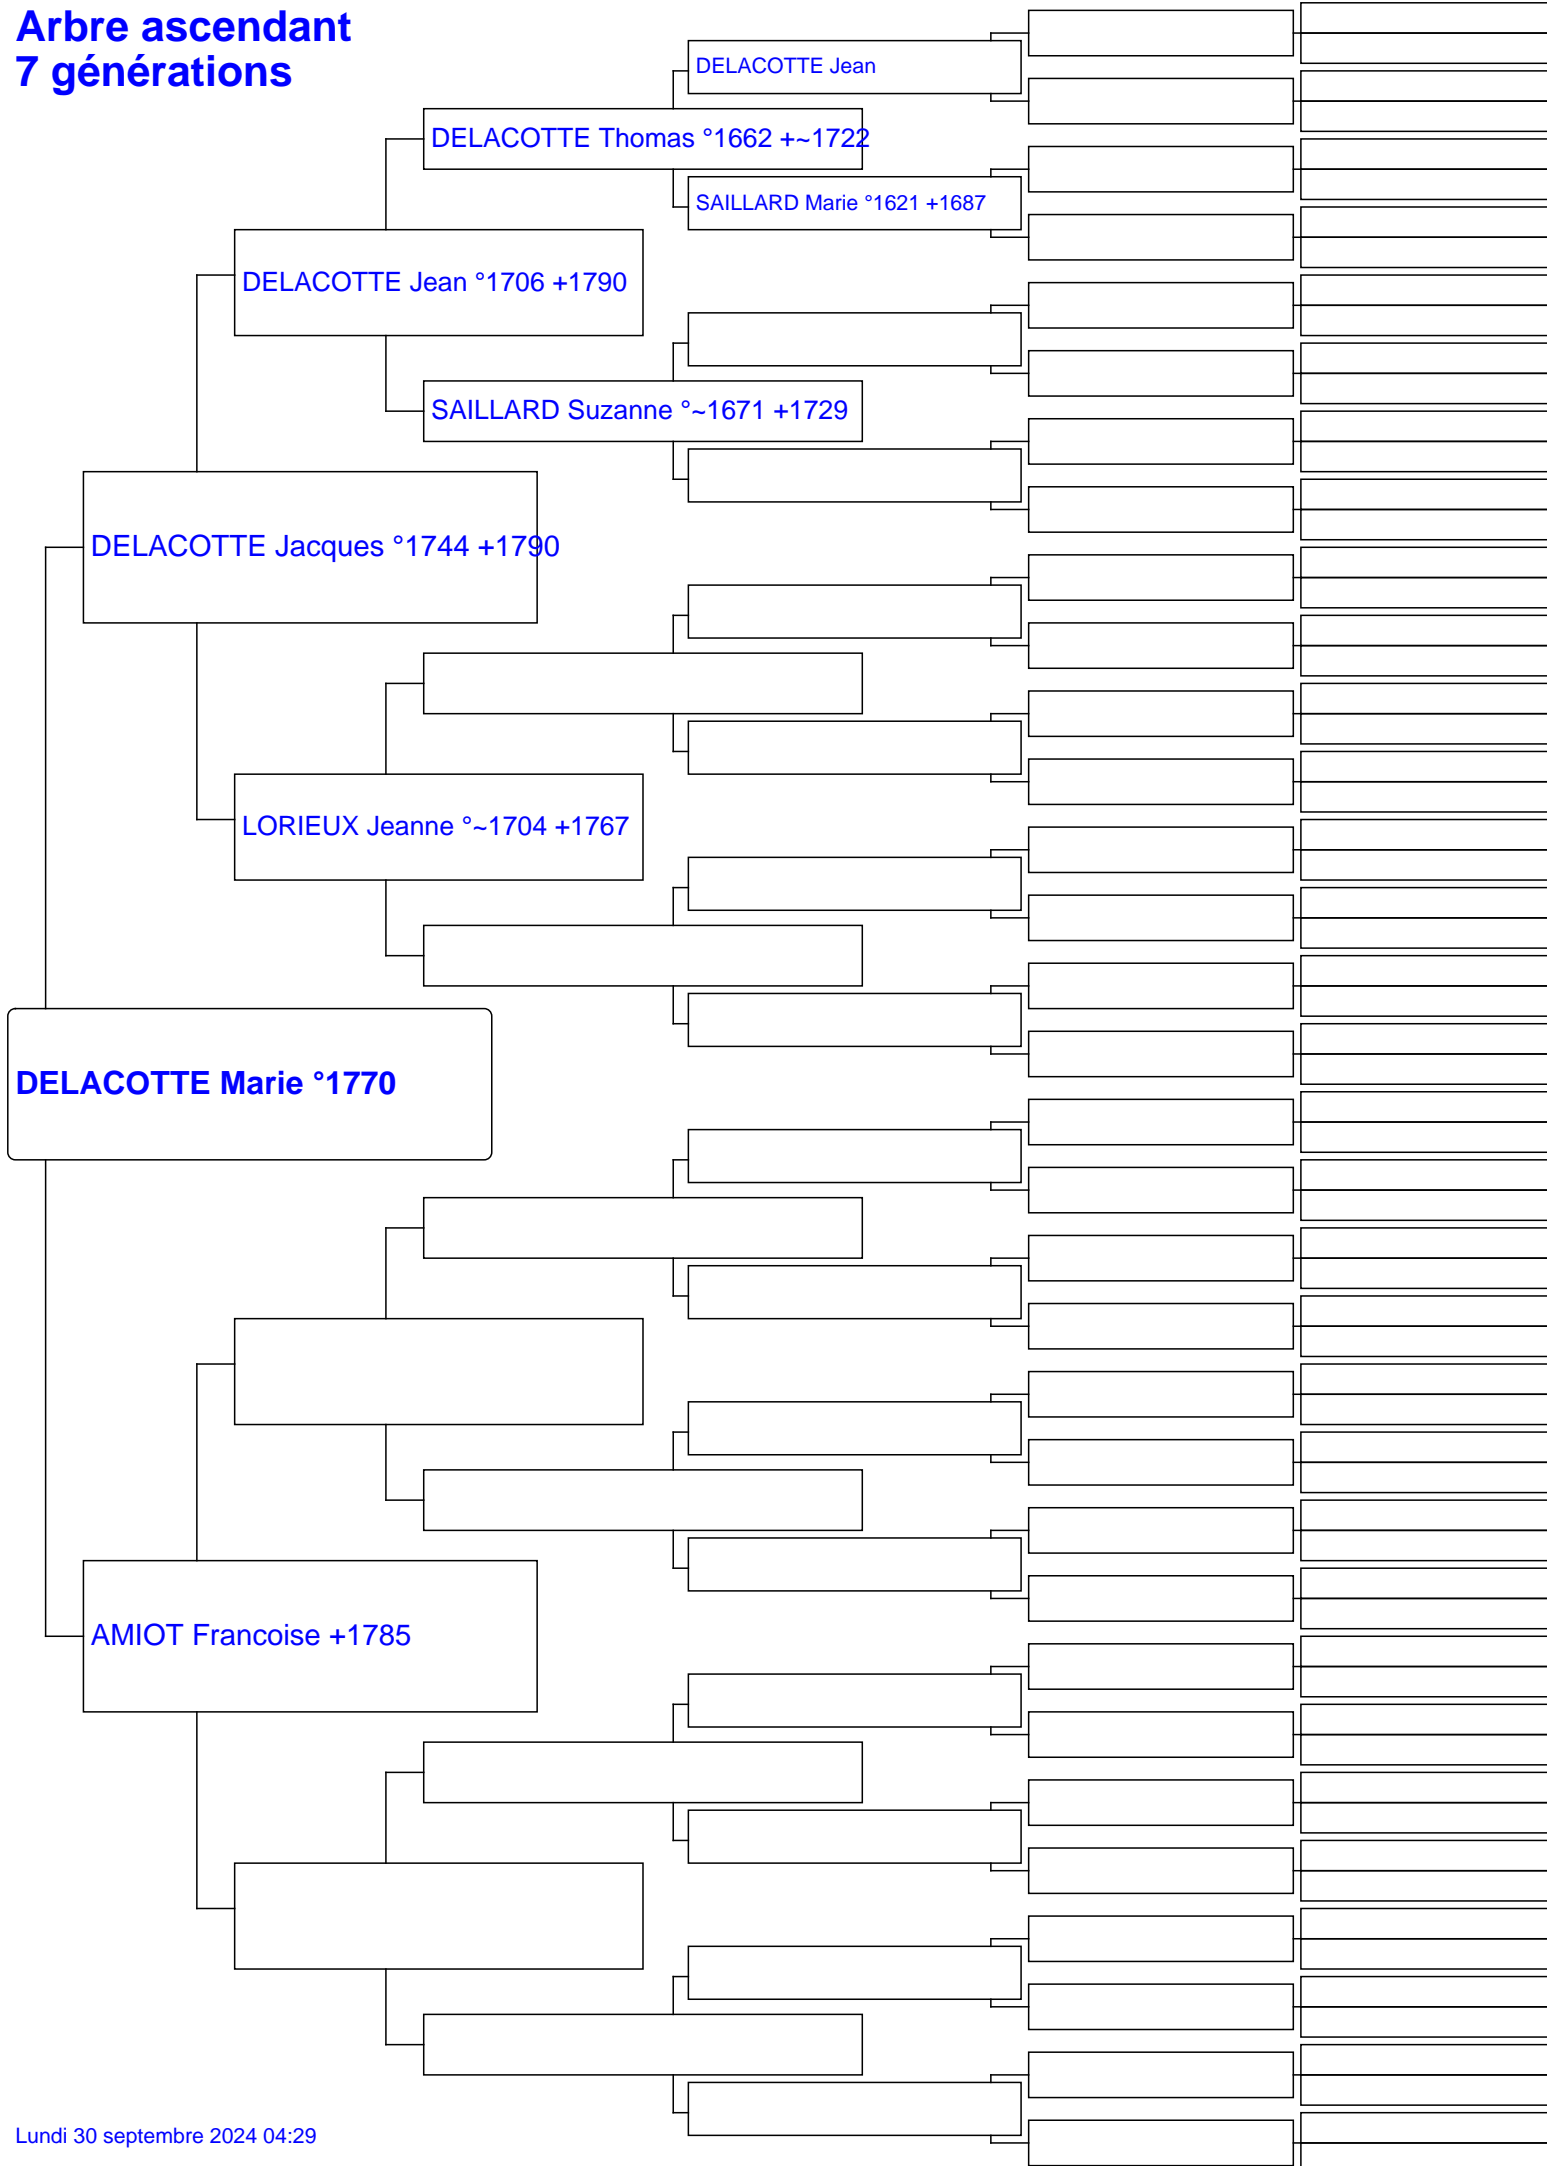 Arbre ascendant
7 générations
DELACOTTE Jean
DELACOTTE Thomas °1662 +~1722
SAILLARD Marie °1621 +1687
DELACOTTE Jean °1706 +1790
SAILLARD Suzanne °~1671 +1729
DELACOTTE Jacques °1744 +1790
LORIEUX Jeanne °~1704 +1767
DELACOTTE Marie °1770
AMIOT Francoise +1785
Lundi 30 septembre 2024 04:29